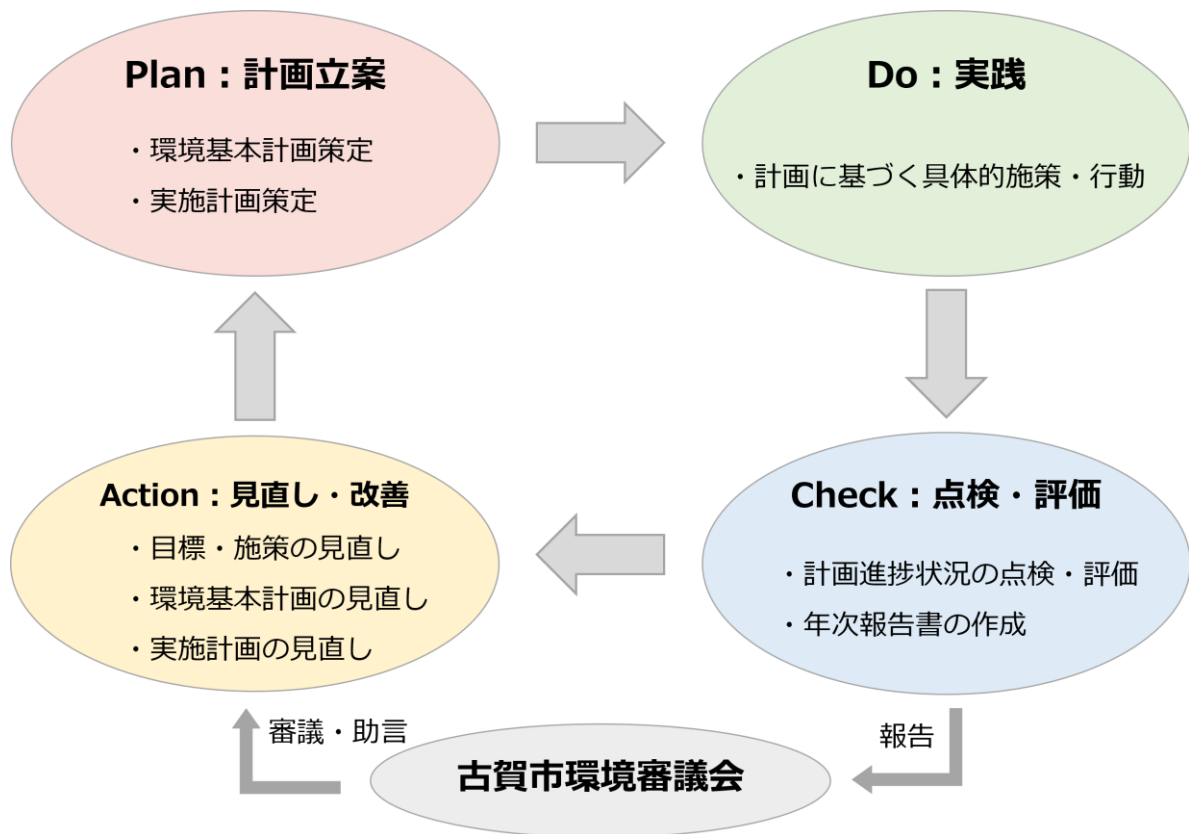 Plan：計画立案
・環境基本計画策定
・実施計画策定
Do：実践
・計画に基づく具体的施策・行動
Action：見直し・改善
・目標・施策の見直し
・環境基本計画の見直し
・実施計画の見直し
Check：点検・評価
・計画進捗状況の点検・評価
・年次報告書の作成
審議・助言
報告
古賀市環境審議会